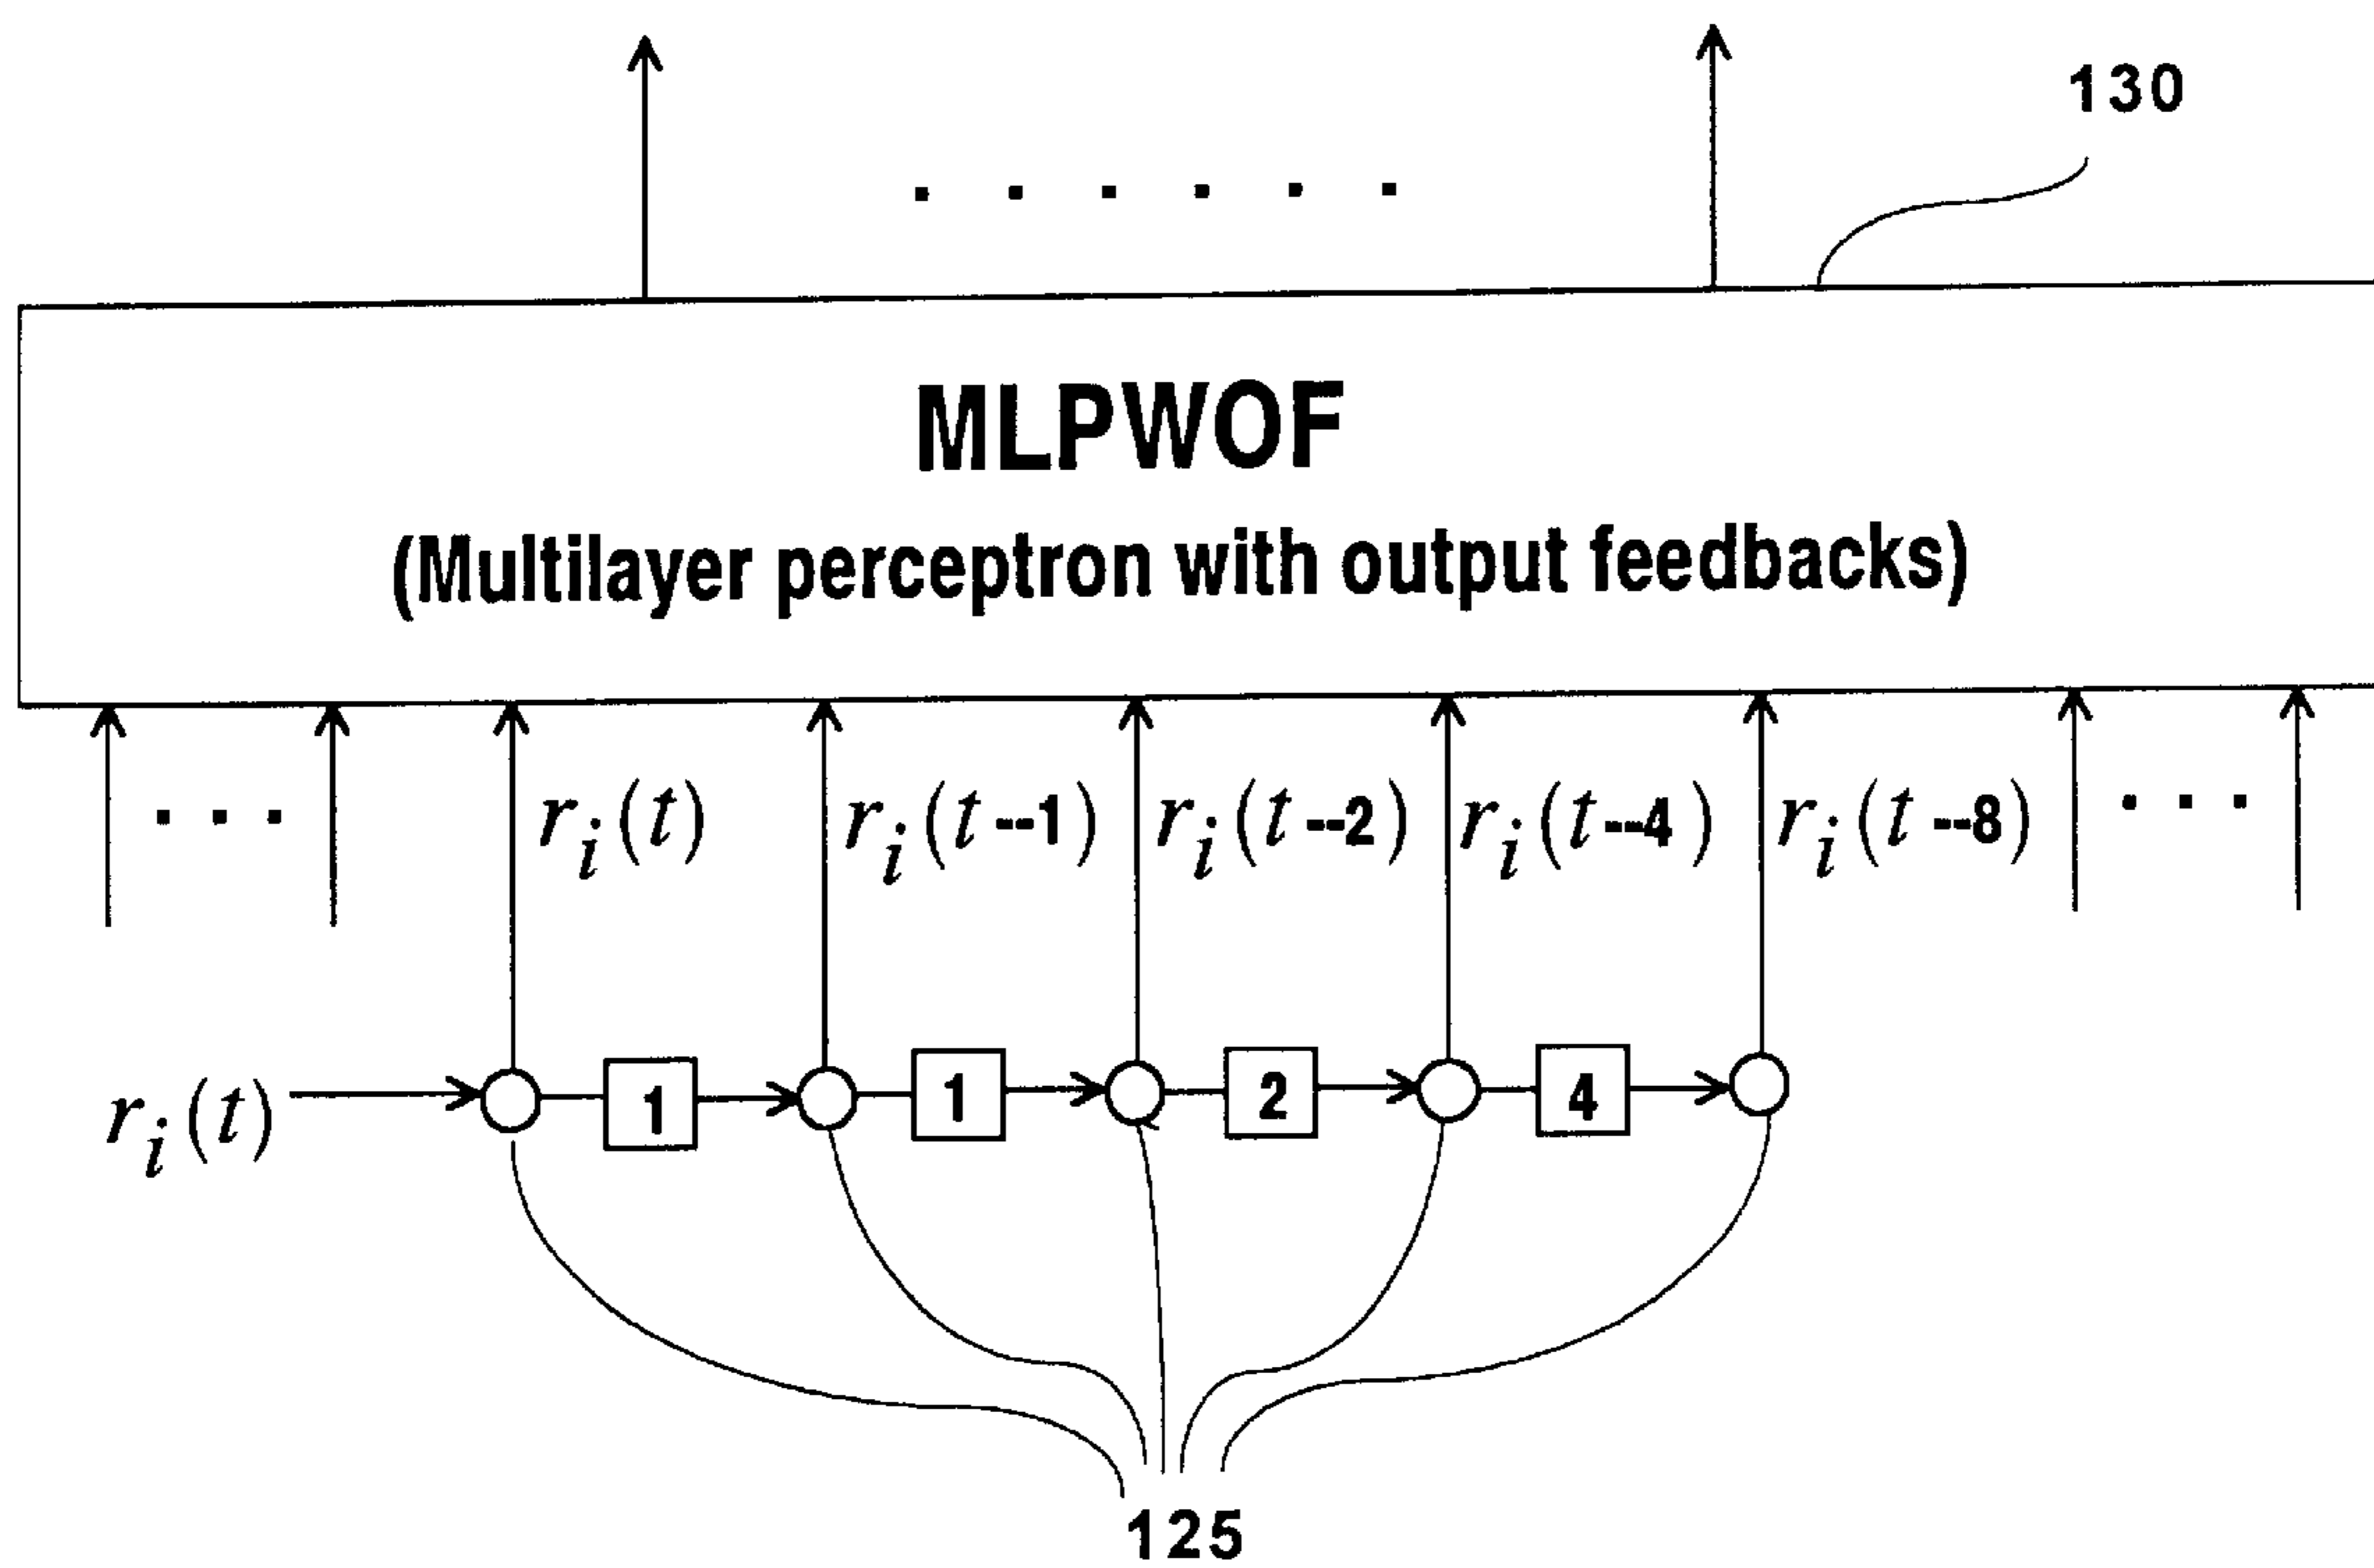 130
MLPWOF
(Multilayer perceptron with output feedbacks)
. . .
r_i(t)
r_i(t--1)
r_i(t--2)
r_i(t--4)
r_i(t--8)
. . .
r_i(t)
1
1
2
4
125